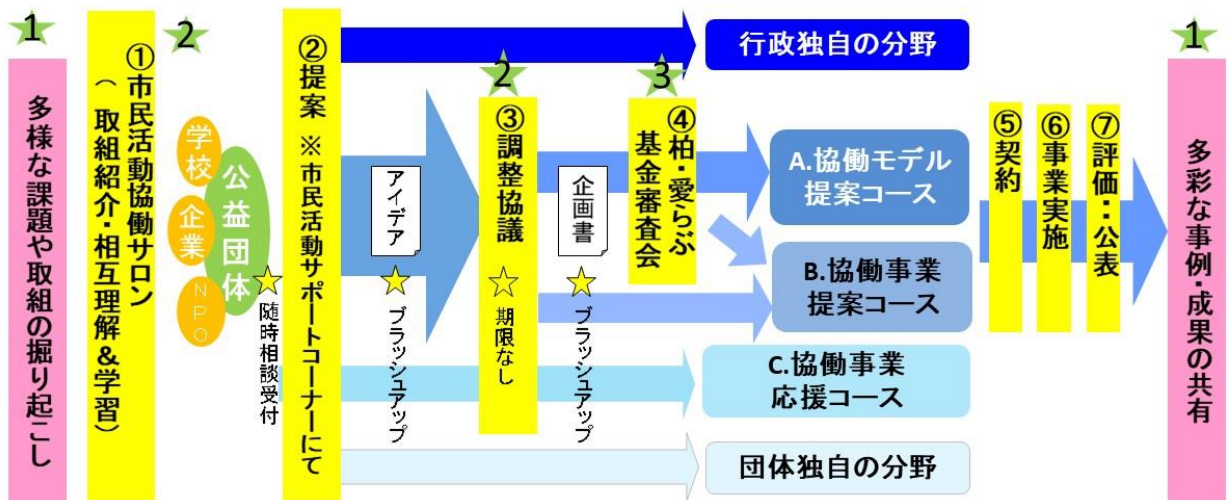 1
多様な課題や取組の掘り起こし
①市民活動協働サロン
（ 取組紹介・相互理解＆学習）
2
学校
企業
NPO
公益団体
随時相談受付
②提案 ※市民活動サポートコーナーにて
アイデア
ブラッシュアップ
2
③調整協議
期限なし
企画書
ブラッシュアップ
3
④柏・愛らぶ
基金審査会
行政独自の分野
A.協働モデル
提案コース
B.協働事業
提案コース
C.協働事業
応援コース
団体独自の分野
⑤契約
⑥事業実施
⑦評価・・公表
1
多彩な事例・成果の共有